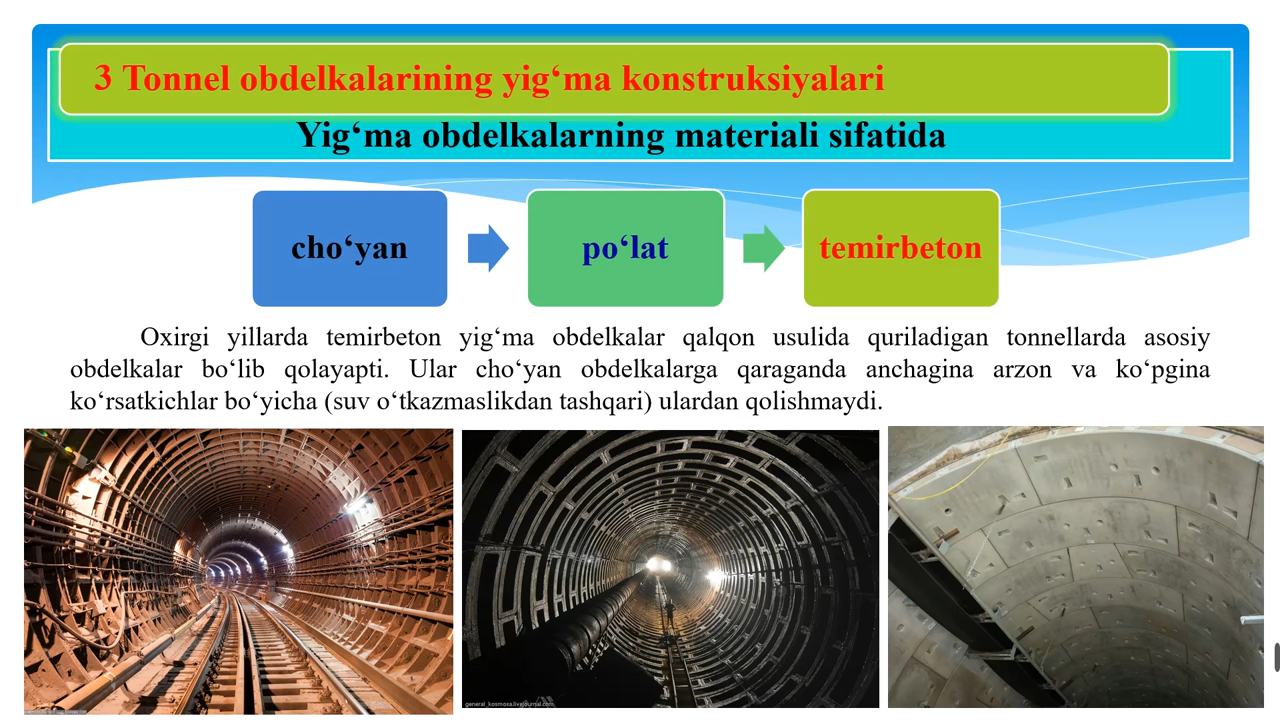 3 Tonnel obdelkalarining yig‘ma konstruksiyalari
Yig‘ma obdelkalarning materiali sifatida
cho‘yan
po‘lat
temirbeton
Oxirgi yillarda temirbeton yig‘ma obdelkalar qalqon usulida quriladigan tonnellarda asosiy
obdelkalar bo‘lib qolayapti. Ular cho‘yan obdelkalarga qaraganda anchagina arzon va ko‘pgina
ko‘rsatkichlar bo‘yicha (suv o‘tkazmaslikdan tashqari) ulardan qolishmaydi.
general_kosmosa.livejournal.com